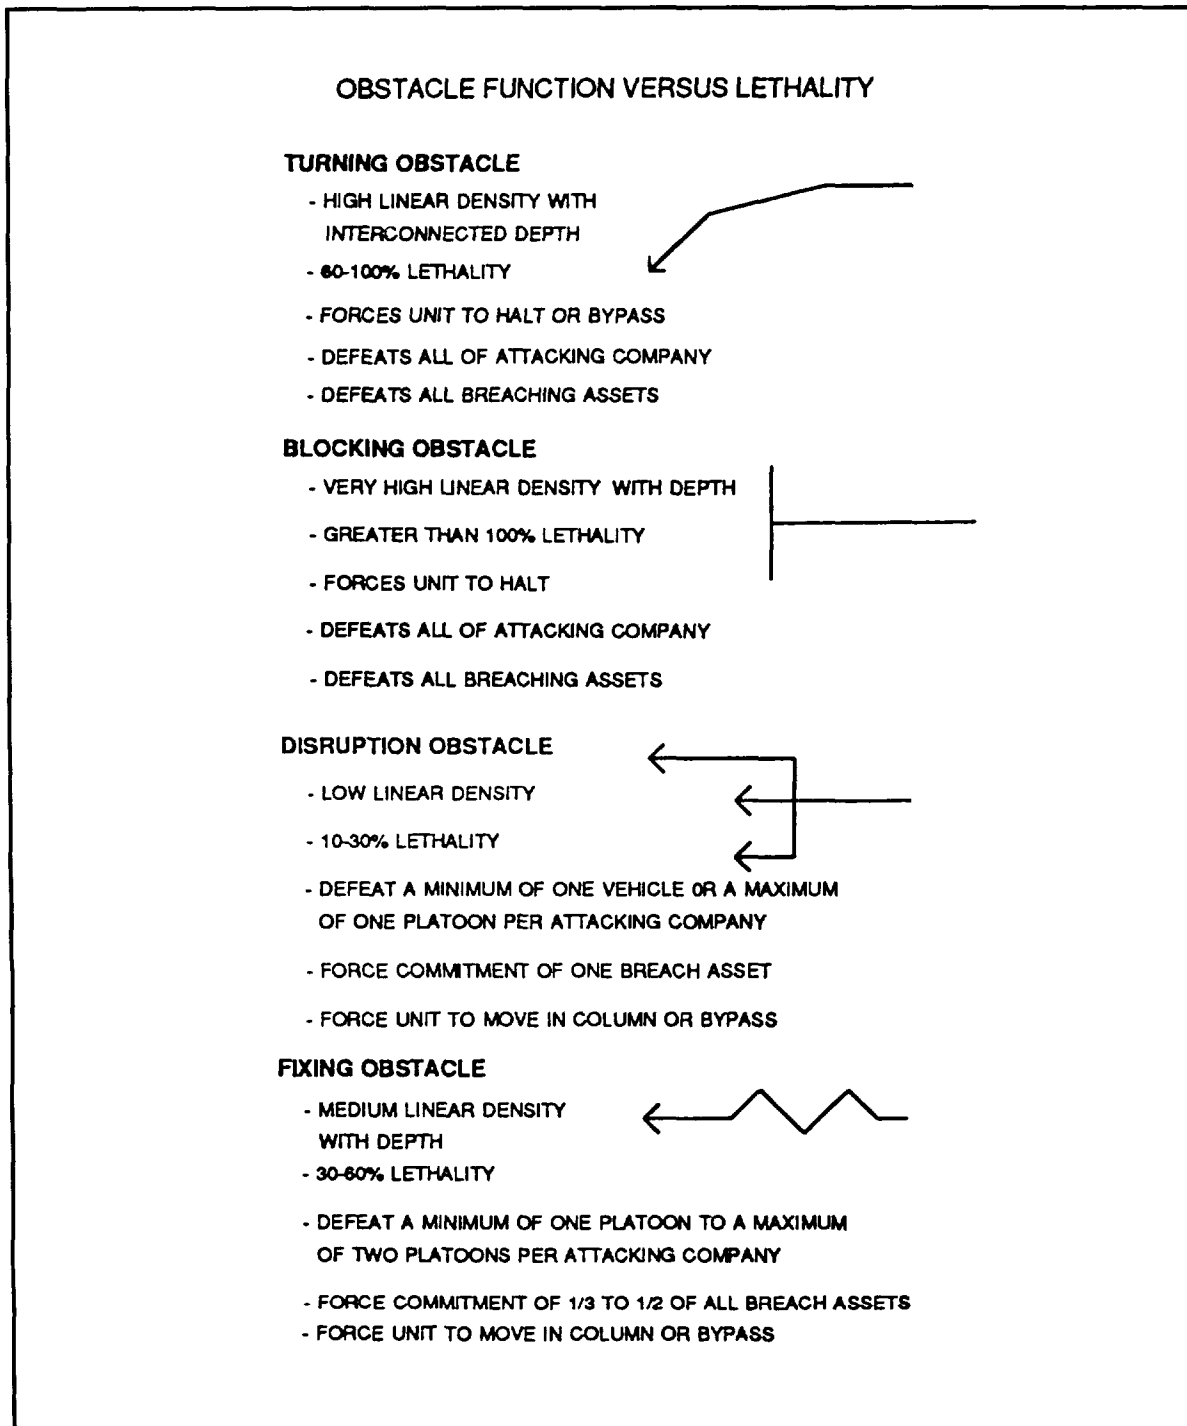 OBSTACLE FUNCTION VERSUS LETHALITY
TURNING OBSTACLE
- HIGH LINEAR DENSITY WITH
INTERCONNECTED DEPTH
- 60-100% LETHALITY
- FORCES UNIT TO HALT OR BYPASS
- DEFEATS ALL OF ATTACKING COMPANY
- DEFEATS ALL BREACHING ASSETS
BLOCKING OBSTACLE
- VERY HIGH LINEAR DENSITY WITH DEPTH
- GREATER THAN 100% LETHALITY
- FORCES UNIT TO HALT
- DEFEATS ALL OF ATTACKING COMPANY
- DEFEATS ALL BREACHING ASSETS
DISRUPTION OBSTACLE
- LOW LINEAR DENSITY
- 10-30% LETHALITY
- DEFEAT A MINIMUM OF ONE VEHICLE OR A MAXIMUM
OF ONE PLATOON PER ATTACKING COMPANY
- FORCE COMMITMENT OF ONE BREACH ASSET
- FORCE UNIT TO MOVE IN COLUMN OR BYPASS
FIXING OBSTACLE
- MEDIUM LINEAR DENSITY
WITH DEPTH
- 30-60% LETHALITY
- DEFEAT A MINIMUM OF ONE PLATOON TO A MAXIMUM
OF TWO PLATOONS PER ATTACKING COMPANY
- FORCE COMMITMENT OF 1/3 TO 1/2 OF ALL BREACH ASSETS
- FORCE UNIT TO MOVE IN COLUMN OR BYPASS